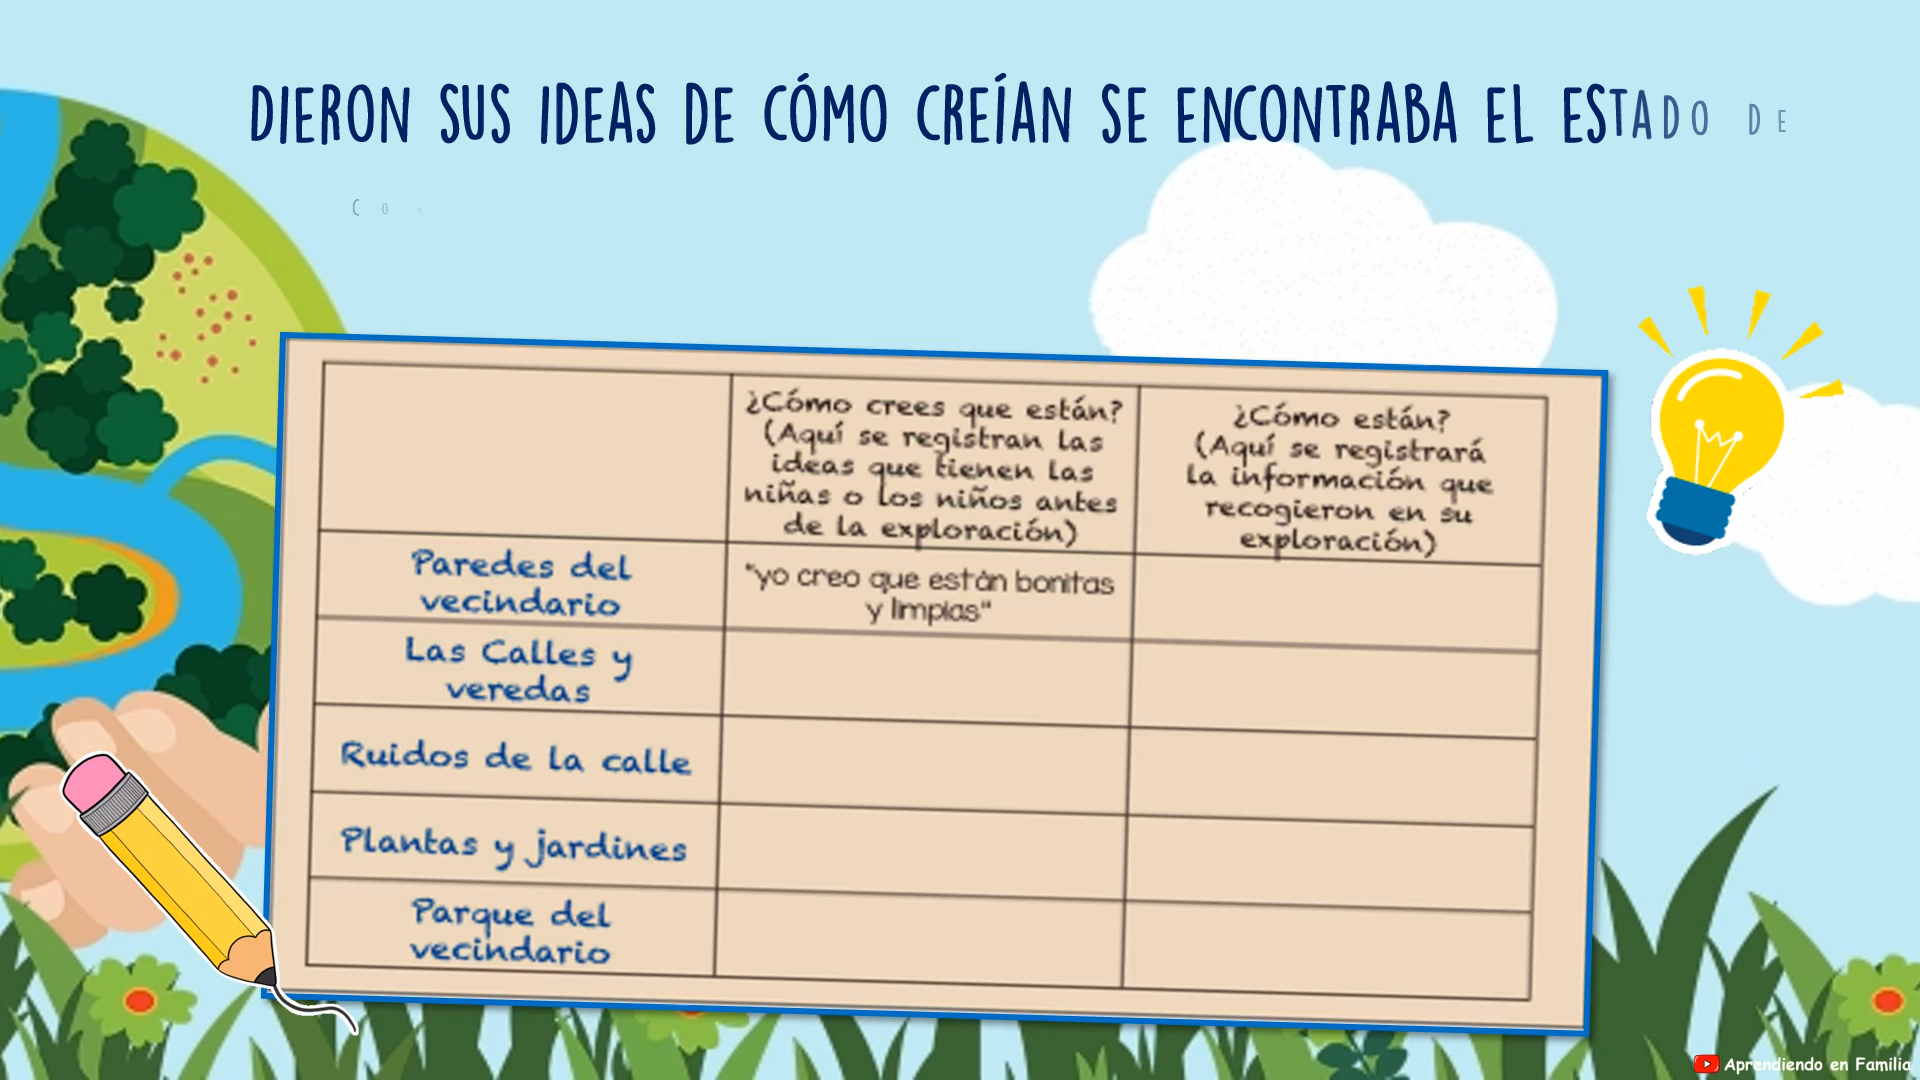 DIERON SUS IDEAS DE CÓMO CREÍAN SE ENCONTRABA EL ESTADO DE
CO
¿Cómo crees que están?
(Aquí se registran las
ideas que tienen las
niñas o los niños antes
de la exploración)
¿Cómo están?
(Aquí se registrará
la información que
recogieron en su
exploración)
Paredes del
vecindario
"yo creo que están bonitas
y limpias"
Las Calles y
veredas
Ruidos de la calle
Plantas y jardines
Parque del
vecindario
Aprendiendo en Familia